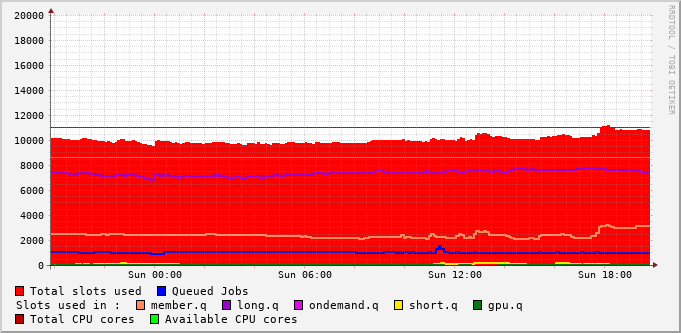 RRDTOOL / TOBI OETIKER
20000
18000
16000
14000
12000
10000
8000
6000
4000
2000
0
Sun 00:00 Sun 06:00 Sun 12:00 Sun 18:00
Total slots used Queued Jobs
Slots used in : member.q long.q ondemand.q short.q gpu.q
Total CPU cores Available CPU cores